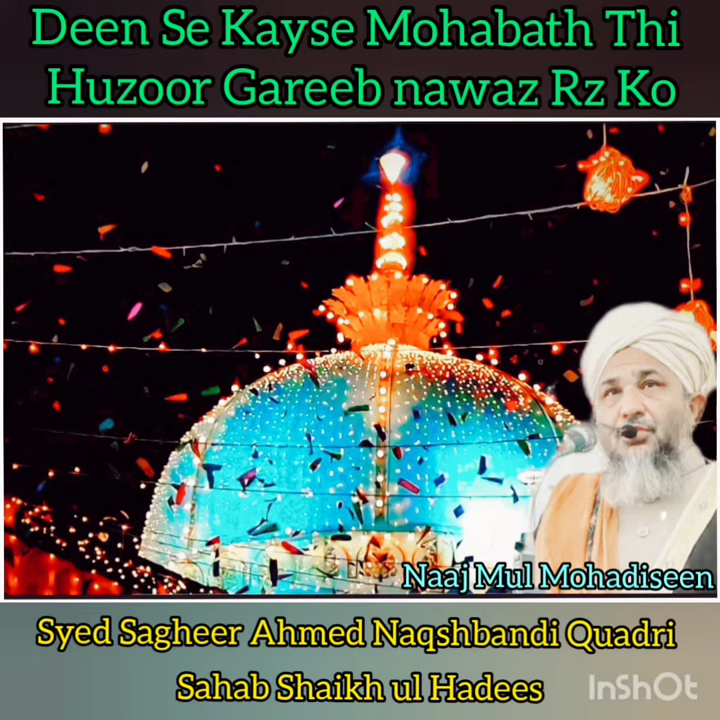 Deen Se Kayse Mohabath Thi
Huzoor Gareeb nawaz Rz Ko
Naaj Mul Mohadiseen
Syed Sagheer Ahmed Naqshbandi Quadri
Sahab Shaikh ul Hadees
InShOt